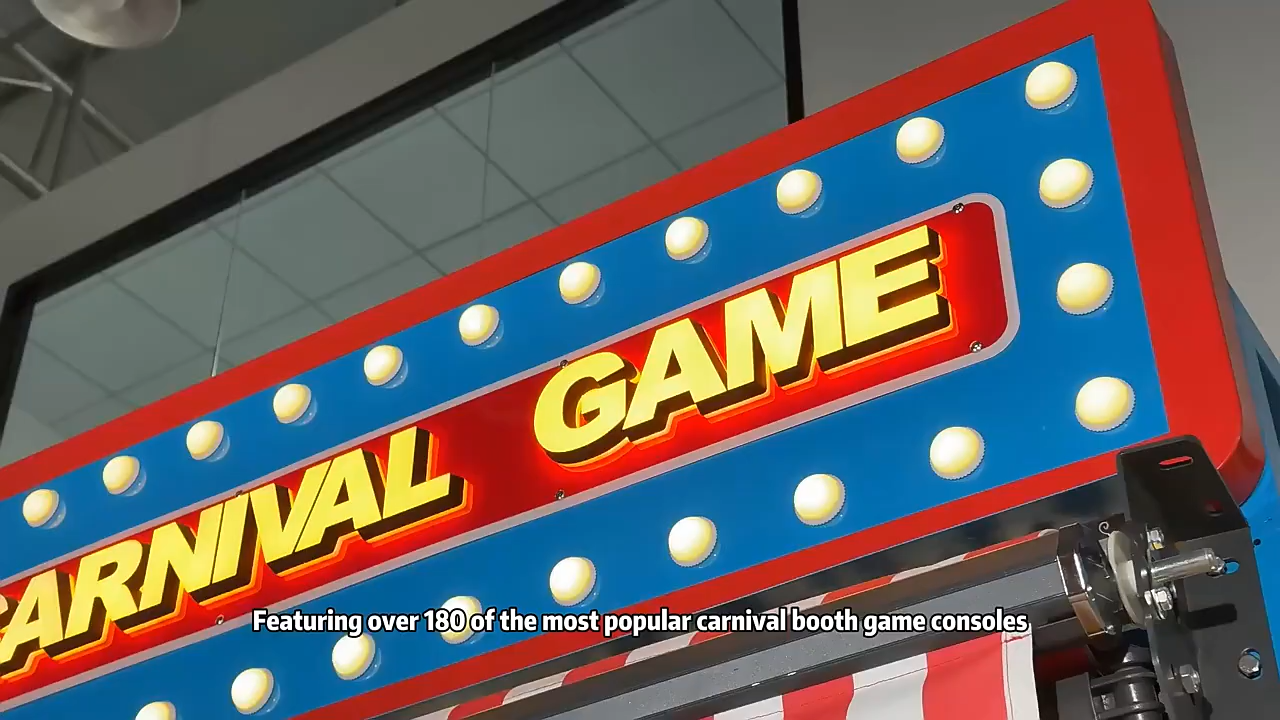 CARNIVAL GAME
Featuring over 180 of the most popular carnival booth game consoles